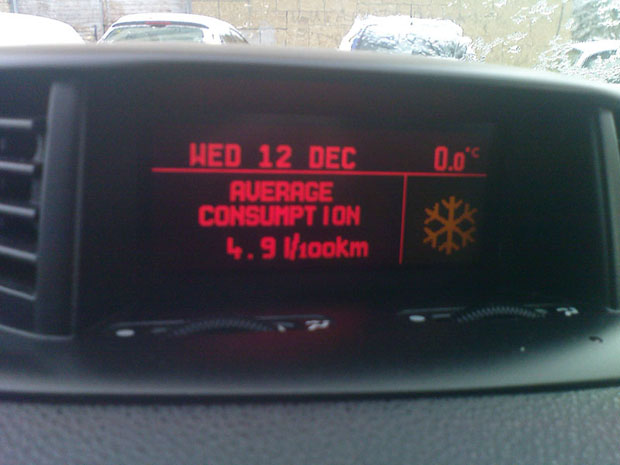 WED 12 DEC 0.0°C
AVERAGE
CONSUMPTION
4.9 l/100km